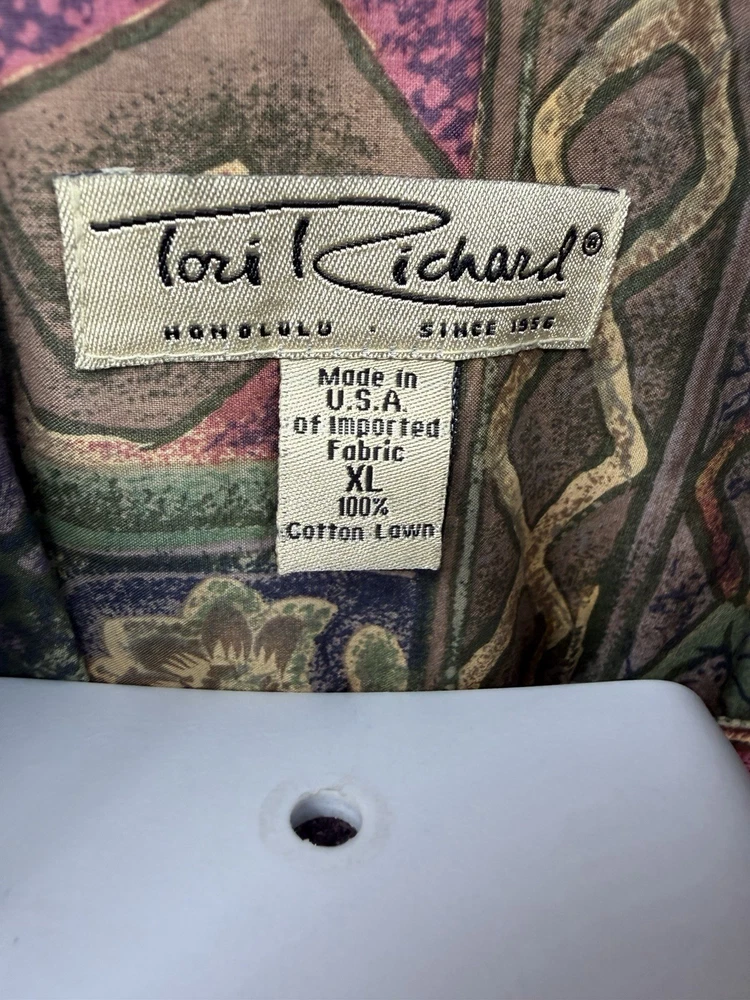 Tori Richard®
HONOLULU · SINCE 1956
Made in
U.S.A.
of Imported
Fabric
XL
100%
Cotton Lawn